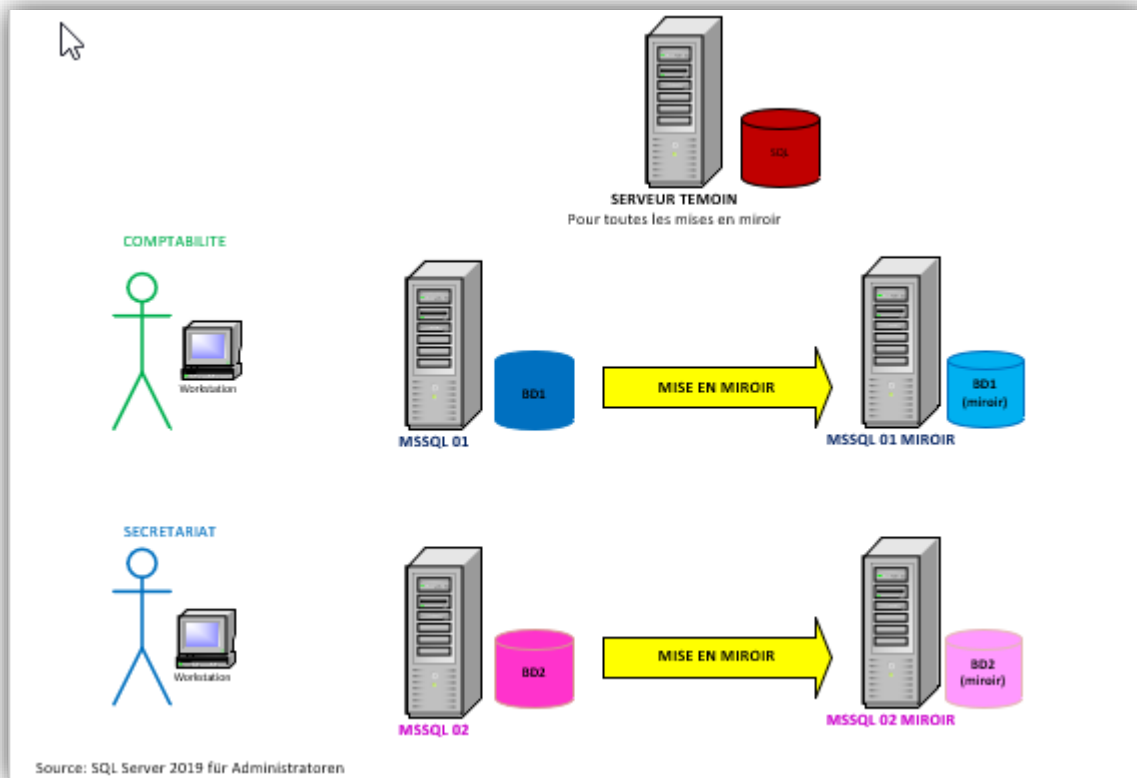 SQL
SERVEUR TEMOIN
Pour toutes les mises en miroir
COMPTABILITE
Workstation
BD1
MSSQL 01
MISE EN MIROIR
BD1
(miroir)
MSSQL 01 MIROIR
SECRETARIAT
Workstation
BD2
MSSQL 02
MISE EN MIROIR
BD2
(miroir)
MSSQL 02 MIROIR
Source: SQL Server 2019 für Administratoren